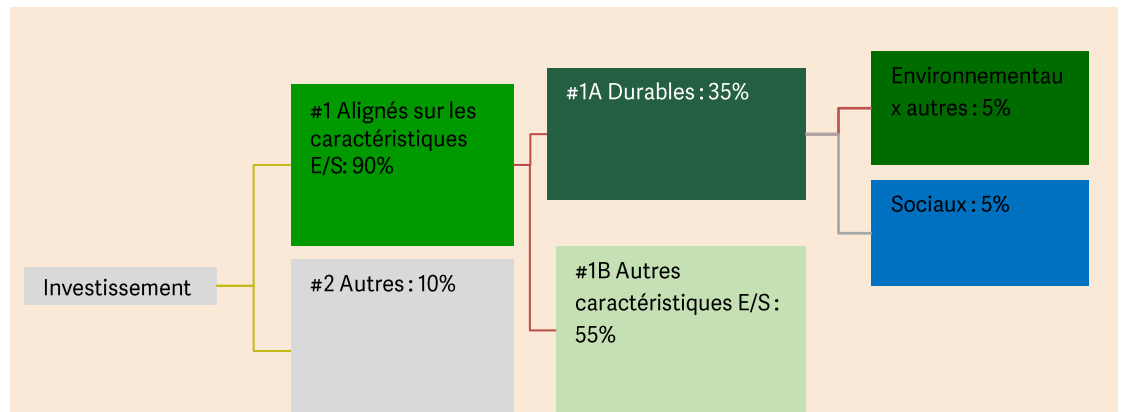 Investissement
#1 Alignés sur les
caractéristiques
E/S: 90%
#2 Autres : 10%
#1A Durables : 35%
#1B Autres
caractéristiques E/S :
55%
Environnementau
x autres : 5%
Sociaux : 5%